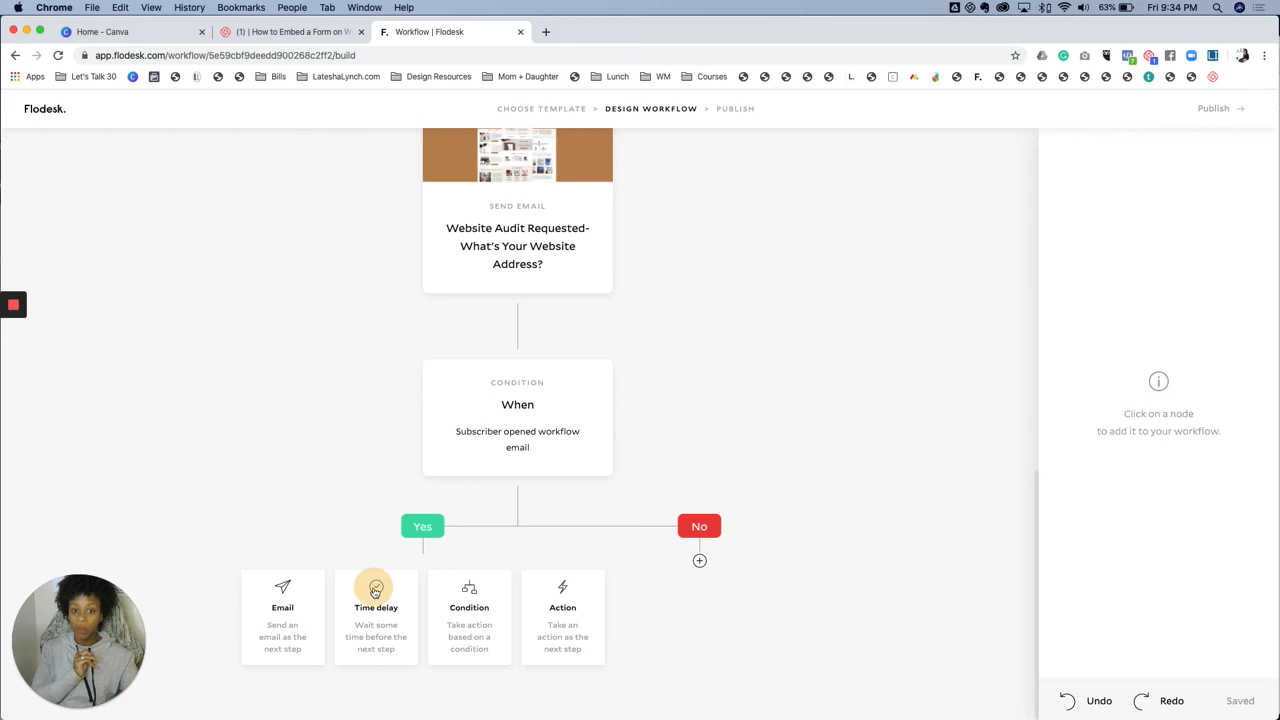 Chrome File Edit View History Bookmarks People Tab Window Help
63% Fri 9:34 PM
Home - Canva
(1) | How to Embed a Form on W
Workflow | Flodesk
app.flodesk.com/workflow/5e59cbf9deedd900268c2ff2/build
Apps Let's Talk 30 Bills LateshaLynch.com Design Resources Mom + Daughter Lunch WM Courses
Flodesk.
CHOOSE TEMPLATE > DESIGN WORKFLOW > PUBLISH
Publish
SEND EMAIL
Website Audit Requested-
What's Your Website
Address?
CONDITION
When
Subscriber opened workflow
email
Yes
No
Email
Send an
email as the
next step
Time delay
Wait some
time before the
next step
Condition
Take action
based on a
condition
Action
Take an
action as the
next step
Click on a node
to add it to your workflow.
Undo Redo Saved